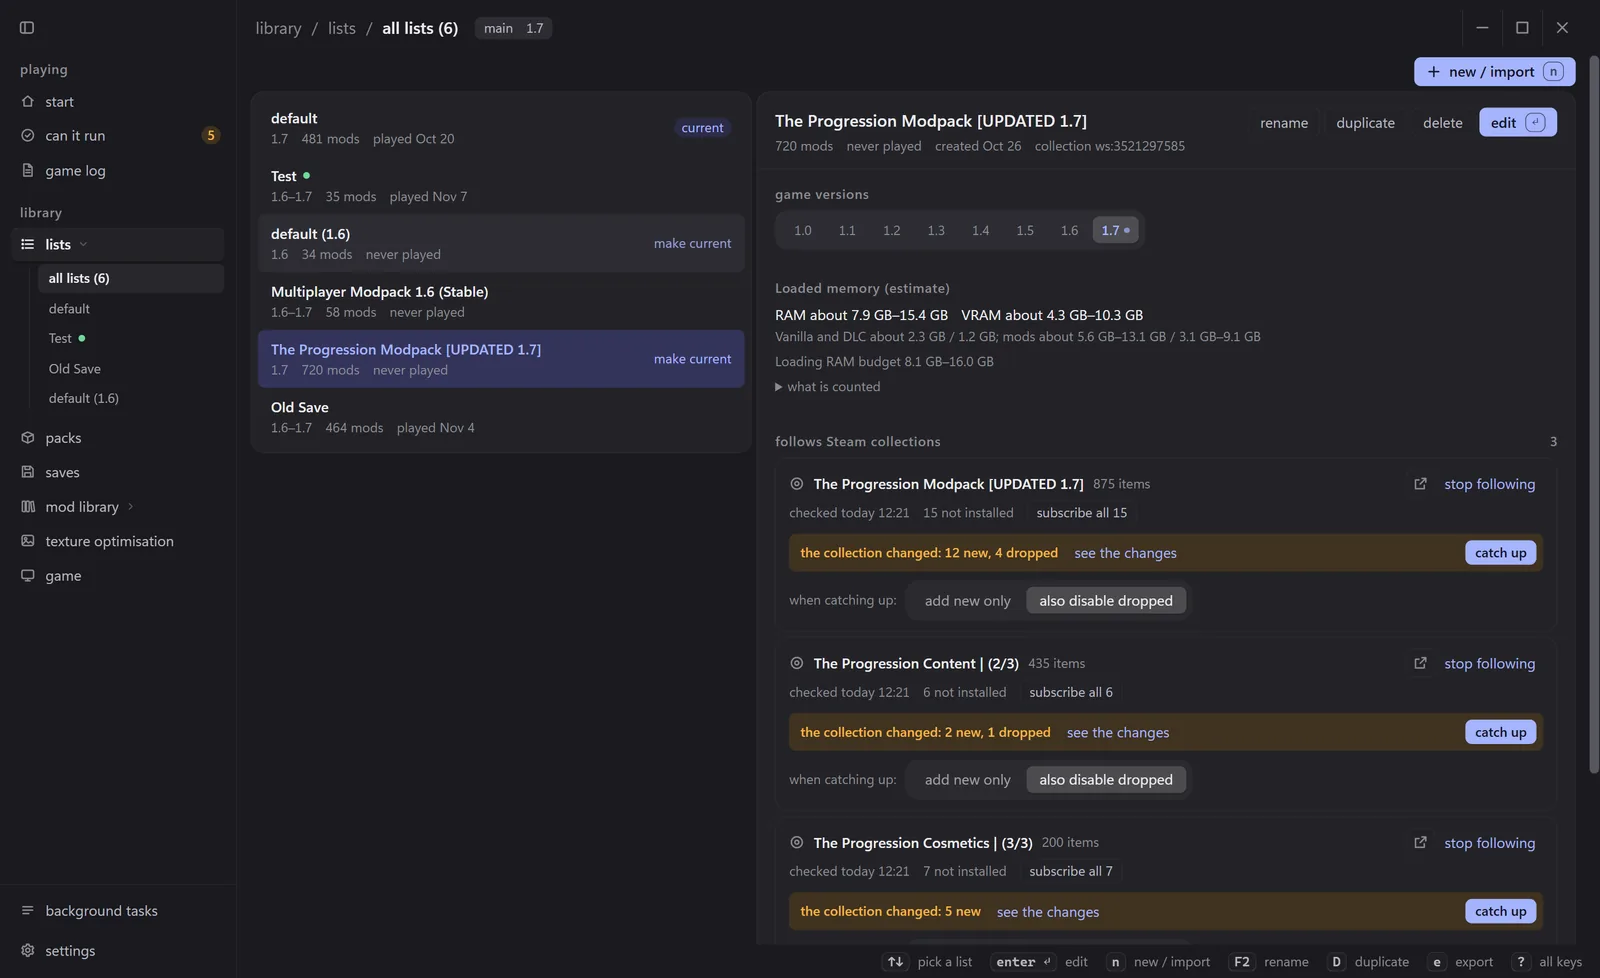 library / lists / all lists (6) main 1.7
playing
start
can it run 5
game log
library
lists
all lists (6)
default
Test
Old Save
default (1.6)
packs
saves
mod library
texture optimisation
game
background tasks
settings
+ new / import n
default
1.7 481 mods played Oct 20
current
Test
1.6–1.7 35 mods played Nov 7
default (1.6)
1.6 34 mods never played
make current
Multiplayer Modpack 1.6 (Stable)
1.6–1.7 58 mods never played
The Progression Modpack [UPDATED 1.7]
1.7 720 mods never played
make current
Old Save
1.6–1.7 464 mods played Nov 4
The Progression Modpack [UPDATED 1.7]
720 mods never played created Oct 26 collection ws:3521297585
rename duplicate delete edit ↵
game versions
1.0 1.1 1.2 1.3 1.4 1.5 1.6 1.7
Loaded memory (estimate)
RAM about 7.9 GB–15.4 GB VRAM about 4.3 GB–10.3 GB
Vanilla and DLC about 2.3 GB / 1.2 GB; mods about 5.6 GB–13.1 GB / 3.1 GB–9.1 GB
Loading RAM budget 8.1 GB–16.0 GB
what is counted
follows Steam collections 3
The Progression Modpack [UPDATED 1.7] 875 items stop following
checked today 12:21 15 not installed subscribe all 15
the collection changed: 12 new, 4 dropped see the changes catch up
when catching up: add new only also disable dropped
The Progression Content | (2/3) 435 items stop following
checked today 12:21 6 not installed subscribe all 6
the collection changed: 2 new, 1 dropped see the changes catch up
when catching up: add new only also disable dropped
The Progression Cosmetics | (3/3) 200 items stop following
checked today 12:21 7 not installed subscribe all 7
the collection changed: 5 new see the changes catch up
↑↓ pick a list enter ↵ edit n new / import F2 rename D duplicate e export ? all keys